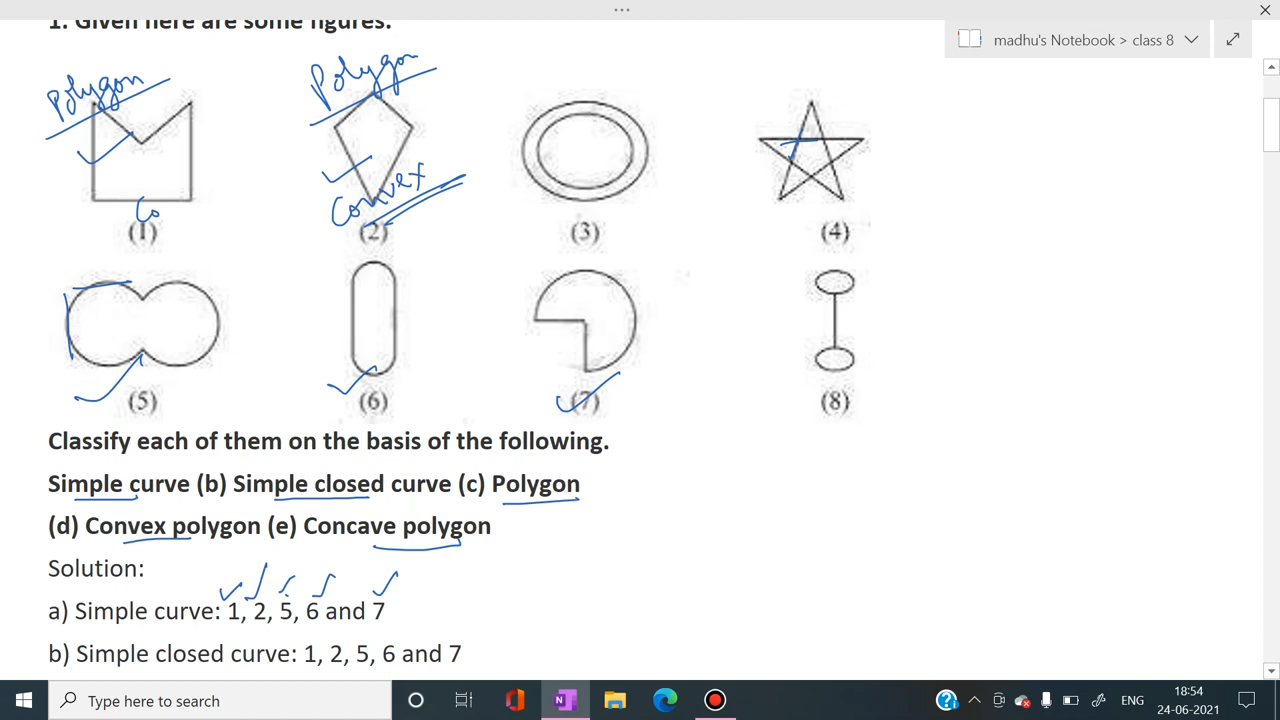 1. Given here are some figures.
madhu's Notebook > class 8
Polygon
Polygon
Convex
Co
(1)
(2)
(3)
(4)
(5)
(6)
(7)
(8)
Classify each of them on the basis of the following.
Simple curve (b) Simple closed curve (c) Polygon
(d) Convex polygon (e) Concave polygon
Solution:
a) Simple curve: 1, 2, 5, 6 and 7
b) Simple closed curve: 1, 2, 5, 6 and 7
Type here to search
ENG
18:54
24-06-2021